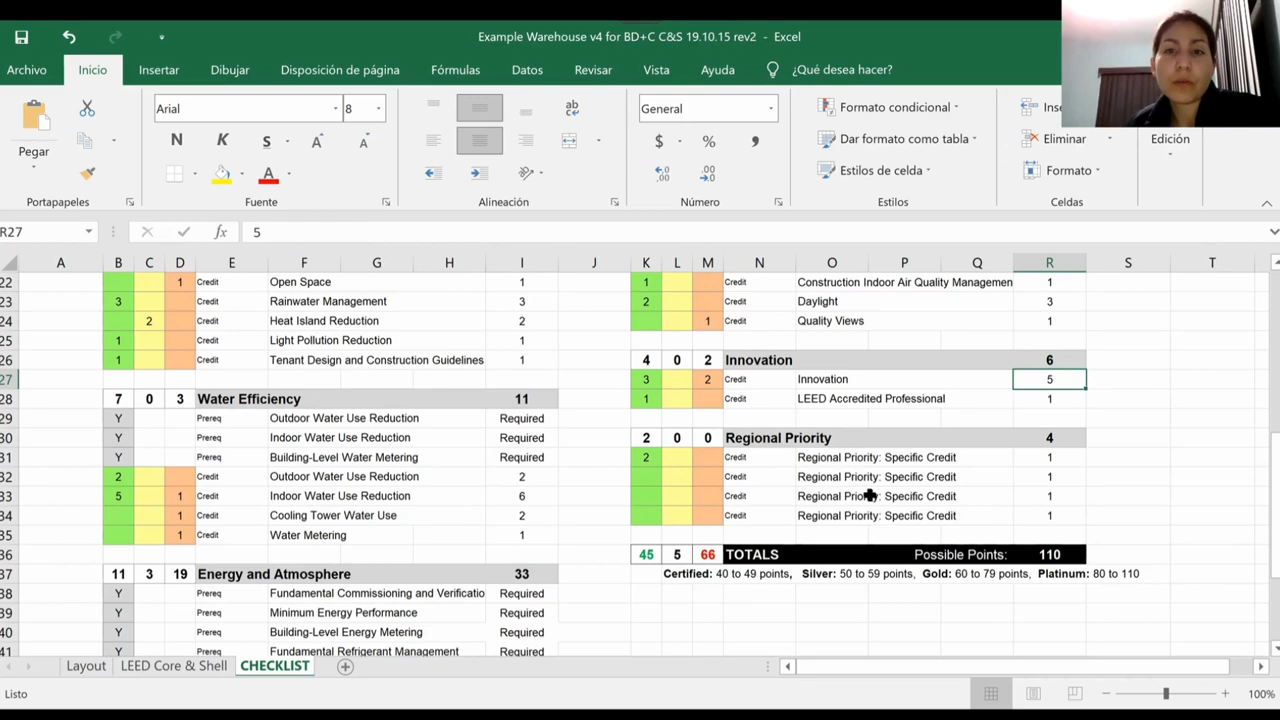 Example Warehouse v4 for BD+C C&S 19.10.15 rev2 - Excel
Archivo Inicio Insertar Dibujar Disposición de página Fórmulas Datos Revisar Vista Ayuda ¿Qué desea hacer?
Pegar
Arial 8
N K S A A
A
ab
General
$ % ,
Formato condicional
Dar formato como tabla
Estilos de celda
Inse
Eliminar
Formato
Edición
Portapapeles Fuente Alineación Número Estilos Celdas
R27 fx 5
A B C D E F G H I J K L M N O P Q R S T
22 1 Credit Open Space 1 1 Credit Construction Indoor Air Quality Managemen 1
23 3 Credit Rainwater Management 3 2 Credit Daylight 3
24 2 Credit Heat Island Reduction 2 1 Credit Quality Views 1
25 1 Credit Light Pollution Reduction 1
26 1 Credit Tenant Design and Construction Guidelines 1 4 0 2 Innovation 6
27 3 2 Credit Innovation 5
28 7 0 3 Water Efficiency 11 1 Credit LEED Accredited Professional 1
29 Y Prereq Outdoor Water Use Reduction Required
30 Y Prereq Indoor Water Use Reduction Required 2 0 0 Regional Priority 4
31 Y Prereq Building-Level Water Metering Required 2 Credit Regional Priority: Specific Credit 1
32 2 Credit Outdoor Water Use Reduction 2 Credit Regional Priority: Specific Credit 1
33 5 1 Credit Indoor Water Use Reduction 6 Credit Regional Priority: Specific Credit 1
34 1 Credit Cooling Tower Water Use 2 Credit Regional Priority: Specific Credit 1
35 1 Credit Water Metering 1
36 45 5 66 TOTALS Possible Points: 110
37 11 3 19 Energy and Atmosphere 33 Certified: 40 to 49 points, Silver: 50 to 59 points, Gold: 60 to 79 points, Platinum: 80 to 110
38 Y Prereq Fundamental Commissioning and Verificatio Required
39 Y Prereq Minimum Energy Performance Required
40 Y Prereq Building-Level Energy Metering Required
41 Y Prereq Fundamental Refrigerant Management Required
Layout LEED Core & Shell CHECKLIST
Listo 100%